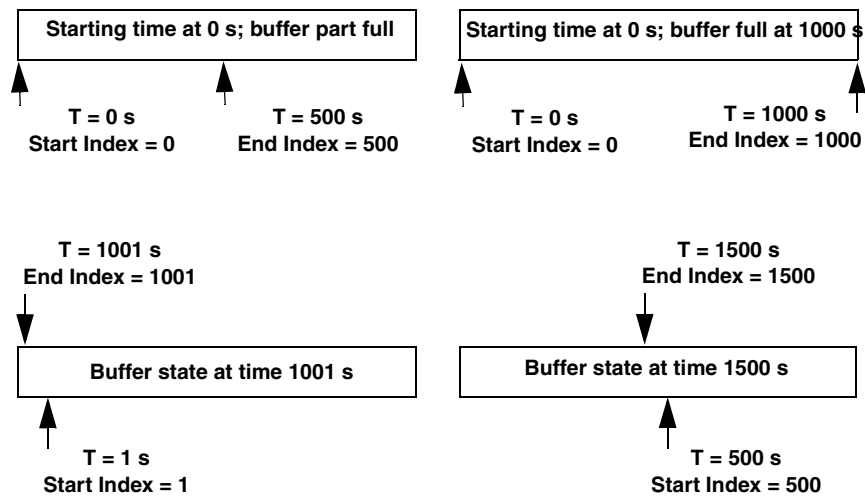 Starting time at 0 s; buffer part full
T = 0 s
Start Index = 0
T = 500 s
End Index = 500
Starting time at 0 s; buffer full at 1000 s
T = 0 s
Start Index = 0
T = 1000 s
End Index = 1000
T = 1001 s
End Index = 1001
Buffer state at time 1001 s
T = 1 s
Start Index = 1
T = 1500 s
End Index = 1500
Buffer state at time 1500 s
T = 500 s
Start Index = 500